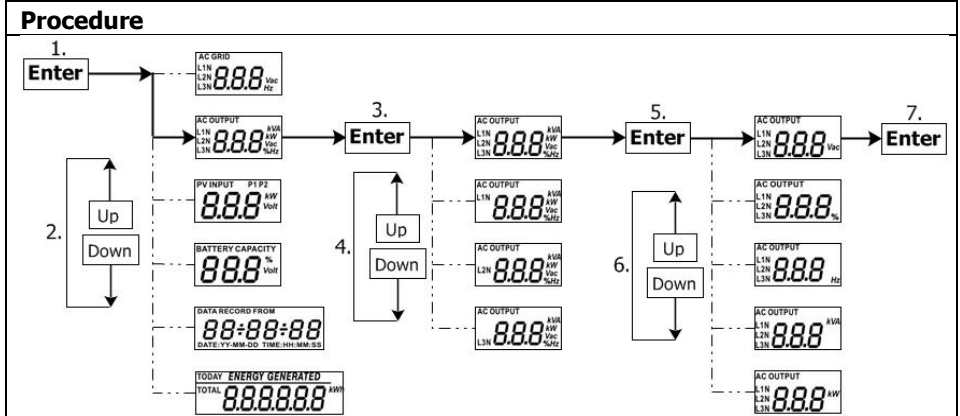 Procedure
1.
Enter
AC GRID
L1N
L2N
L3N
8.8.8
Vac
Hz
AC OUTPUT
L1N
L2N
L3N
8.8.8
kVA
kW
Vac
%Hz
2.
Up
Down
PV INPUT P1 P2
8.8.8
kW
Volt
BATTERY CAPACITY
8.8.8
%
Volt
DATA RECORD FROM
88:88:88
DATE:YY-MM-DD TIME:HH:MM:SS
TODAY ENERGY GENERATED
TOTAL
8.8.8.8.8.8
kWh
3.
Enter
AC OUTPUT
L1N
L2N
L3N
8.8.8
kVA
kW
Vac
%Hz
4.
Up
Down
AC OUTPUT
L1N
8.8.8
kVA
kW
Vac
%Hz
AC OUTPUT
L2N
8.8.8
kVA
kW
Vac
%Hz
AC OUTPUT
L3N
8.8.8
kVA
kW
Vac
%Hz
5.
Enter
AC OUTPUT
L1N
L2N
L3N
8.8.8
Vac
6.
Up
Down
AC OUTPUT
L1N
L2N
L3N
8.8.8
%
AC OUTPUT
L1N
L2N
L3N
8.8.8
Hz
AC OUTPUT
L1N
L2N
L3N
8.8.8
kVA
AC OUTPUT
L1N
L2N
L3N
8.8.8
kW
7.
Enter